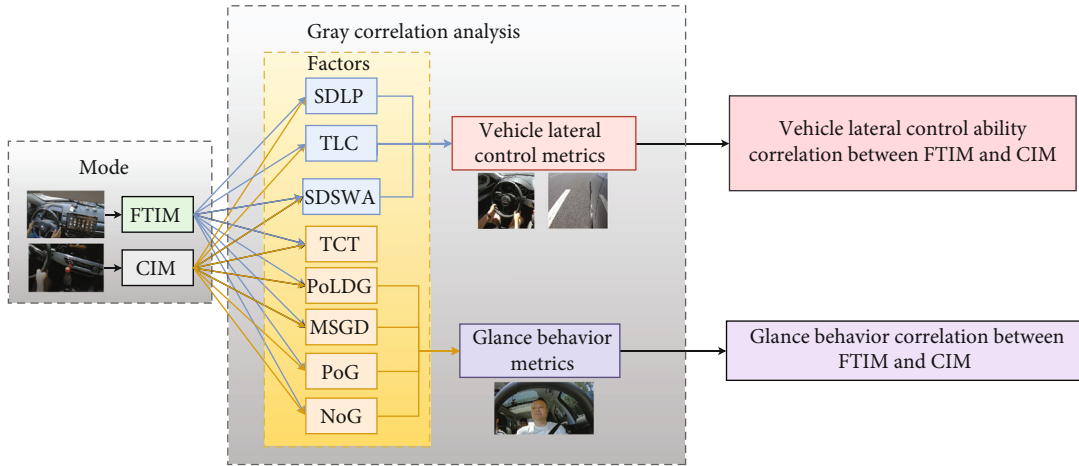 Gray correlation analysis
Factors
SDLP
TLC
SDSWA
TCT
PoLDG
MSGD
PoG
NoG
Mode
FTIM
CIM
Vehicle lateral
control metrics
Glance behavior
metrics
Vehicle lateral control ability
correlation between FTIM and CIM
Glance behavior correlation between
FTIM and CIM